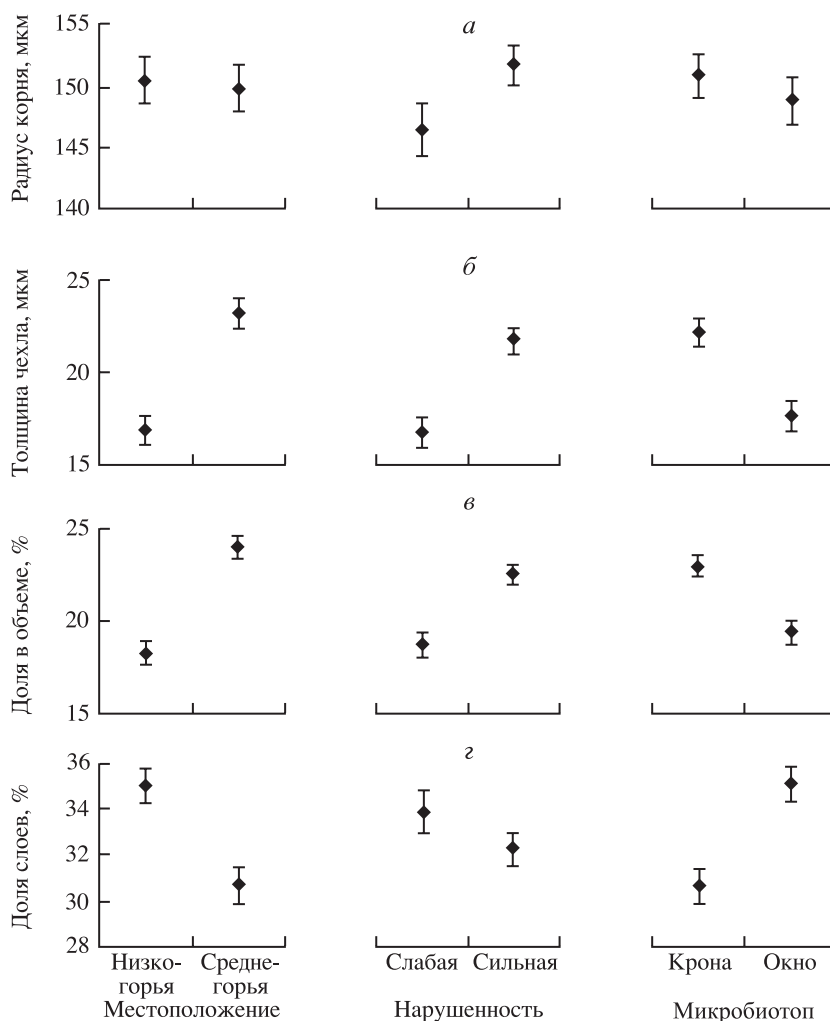 а
Радиус корня, мкм
155
150
145
140
б
Толщина чехла, мкм
25
20
15
в
Доля в объеме, %
25
20
15
г
Доля слоев, %
36
34
32
30
28
Низко-
горья
Средне-
горья
Слабая
Сильная
Крона
Окно
Местоположение
Нарушенность
Микробиотоп